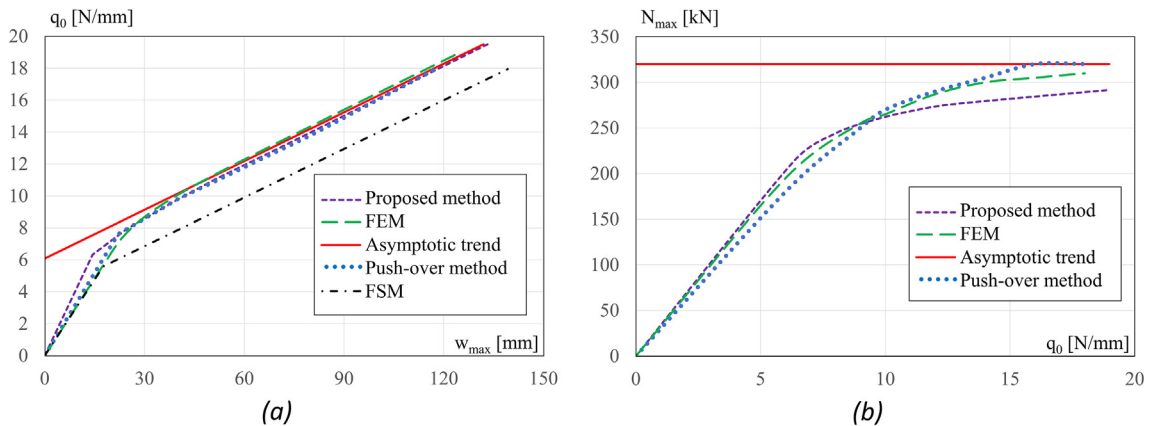 q₀ [N/mm]
20
18
16
14
12
10
8
6
4
2
0
0 30 60 90 120 150
w_max [mm]
Proposed method
FEM
Asymptotic trend
Push-over method
FSM
(a)
N_max [kN]
350
300
250
200
150
100
50
0
0 5 10 15 20
q₀ [N/mm]
Proposed method
FEM
Asymptotic trend
Push-over method
(b)